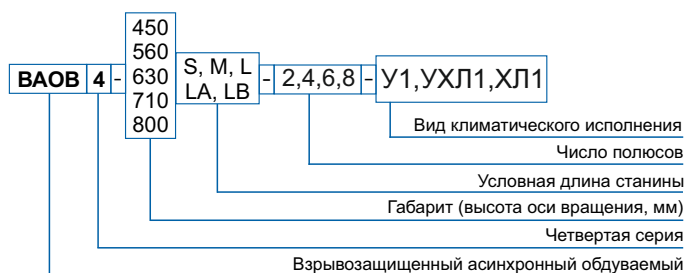 450
560
630
710
800
ВАОВ 4 - S, M, L - 2,4,6,8 - У1,УХЛ1,ХЛ1
LA, LB
Вид климатического исполнения
Число полюсов
Условная длина станины
Габарит (высота оси вращения, мм)
Четвертая серия
Взрывозащищенный асинхронный обдуваемый